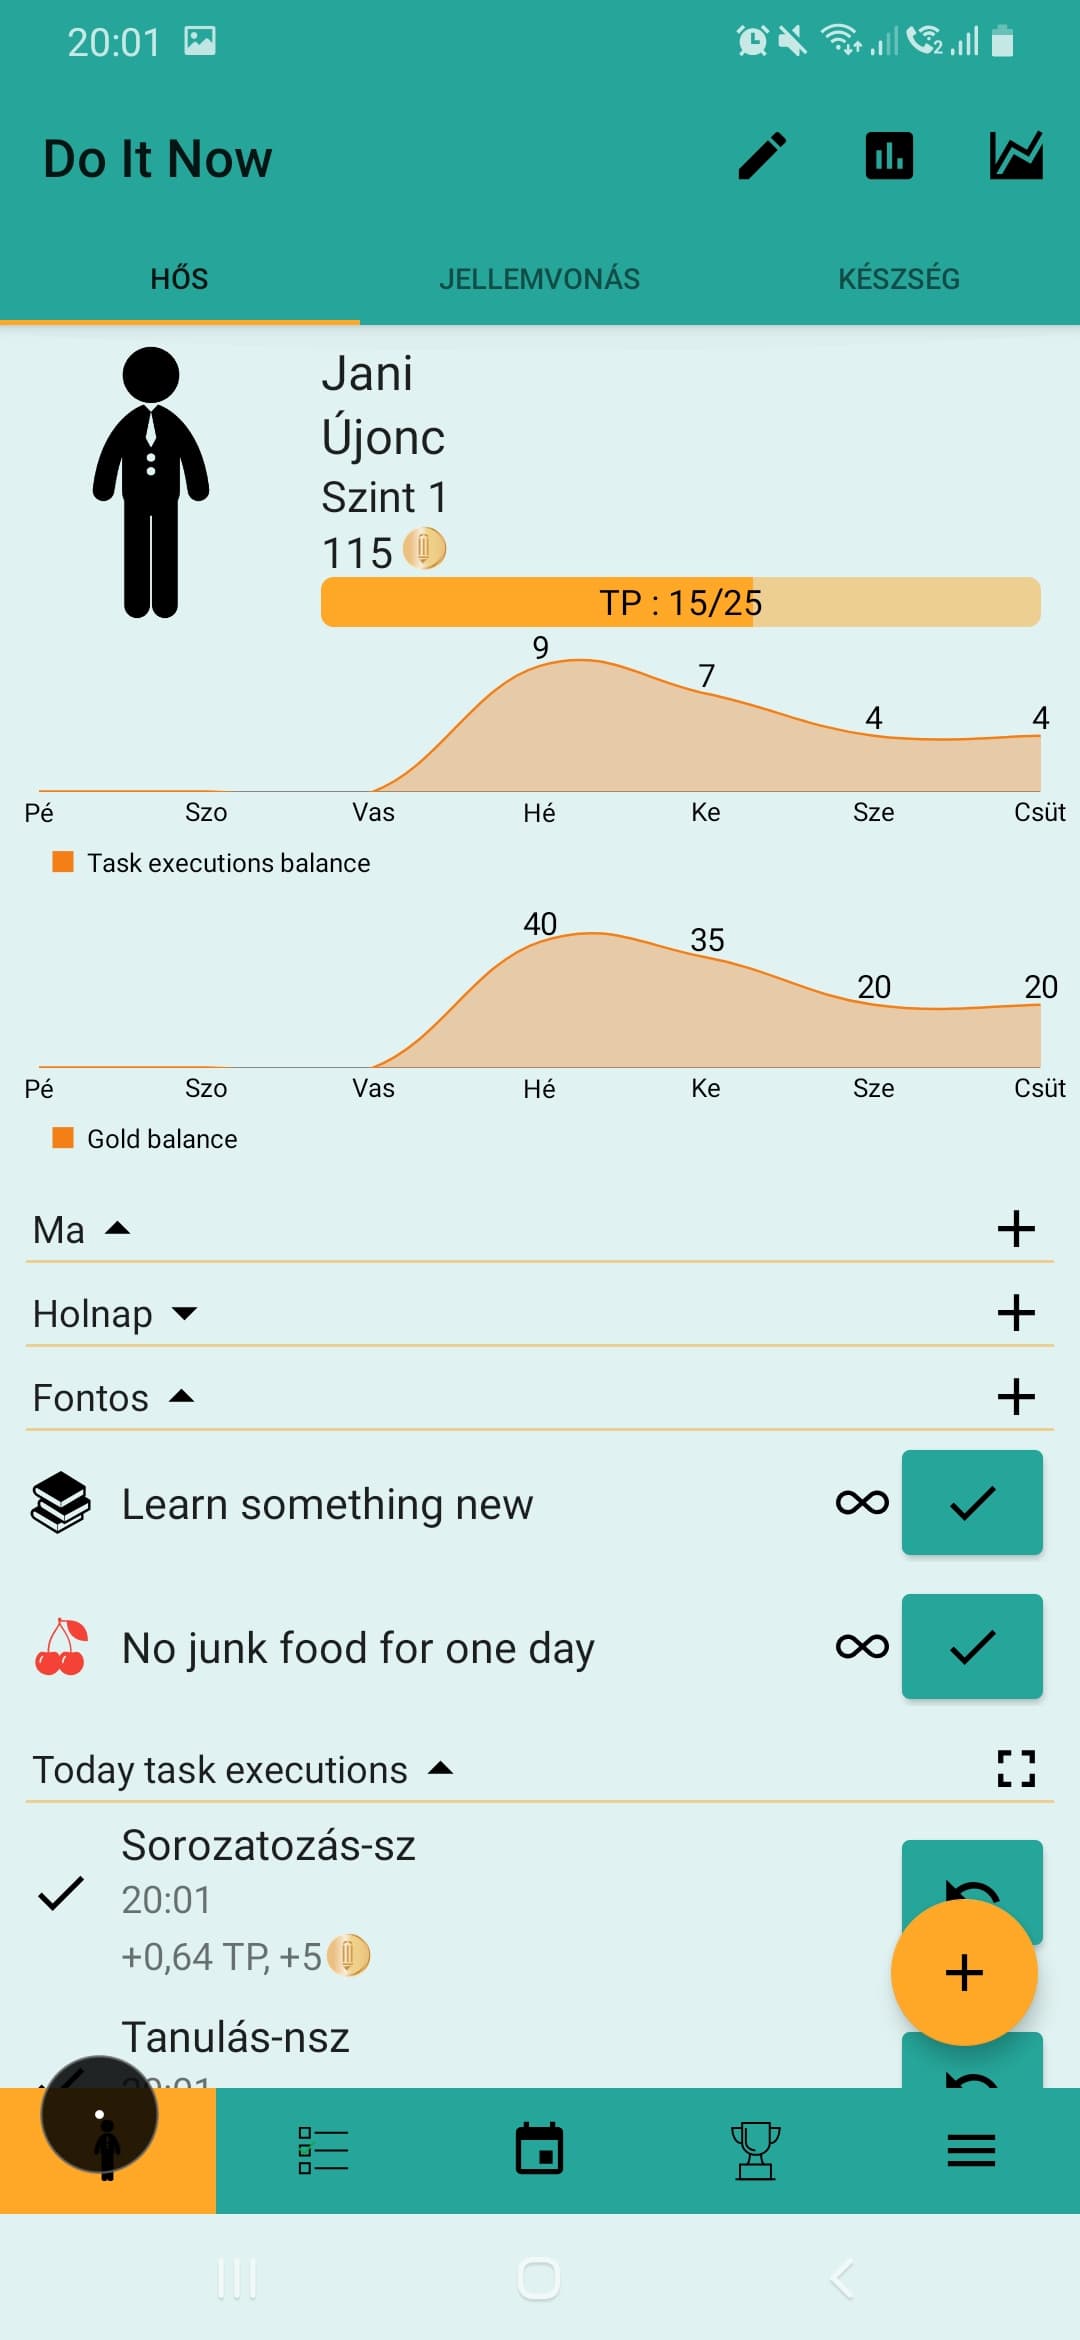 20:01
2
Do It Now
HŐS JELLEMVONÁS KÉSZSÉG
Jani
Újonc
Szint 1
115
TP : 15/25
9 7 4 4
Pé Szo Vas Hé Ke Sze Csüt
Task executions balance
40 35 20 20
Pé Szo Vas Hé Ke Sze Csüt
Gold balance
Ma
Holnap
Fontos
Learn something new
No junk food for one day
Today task executions
Sorozatozás-sz
20:01
+0,64 TP, +5
Tanulás-nsz